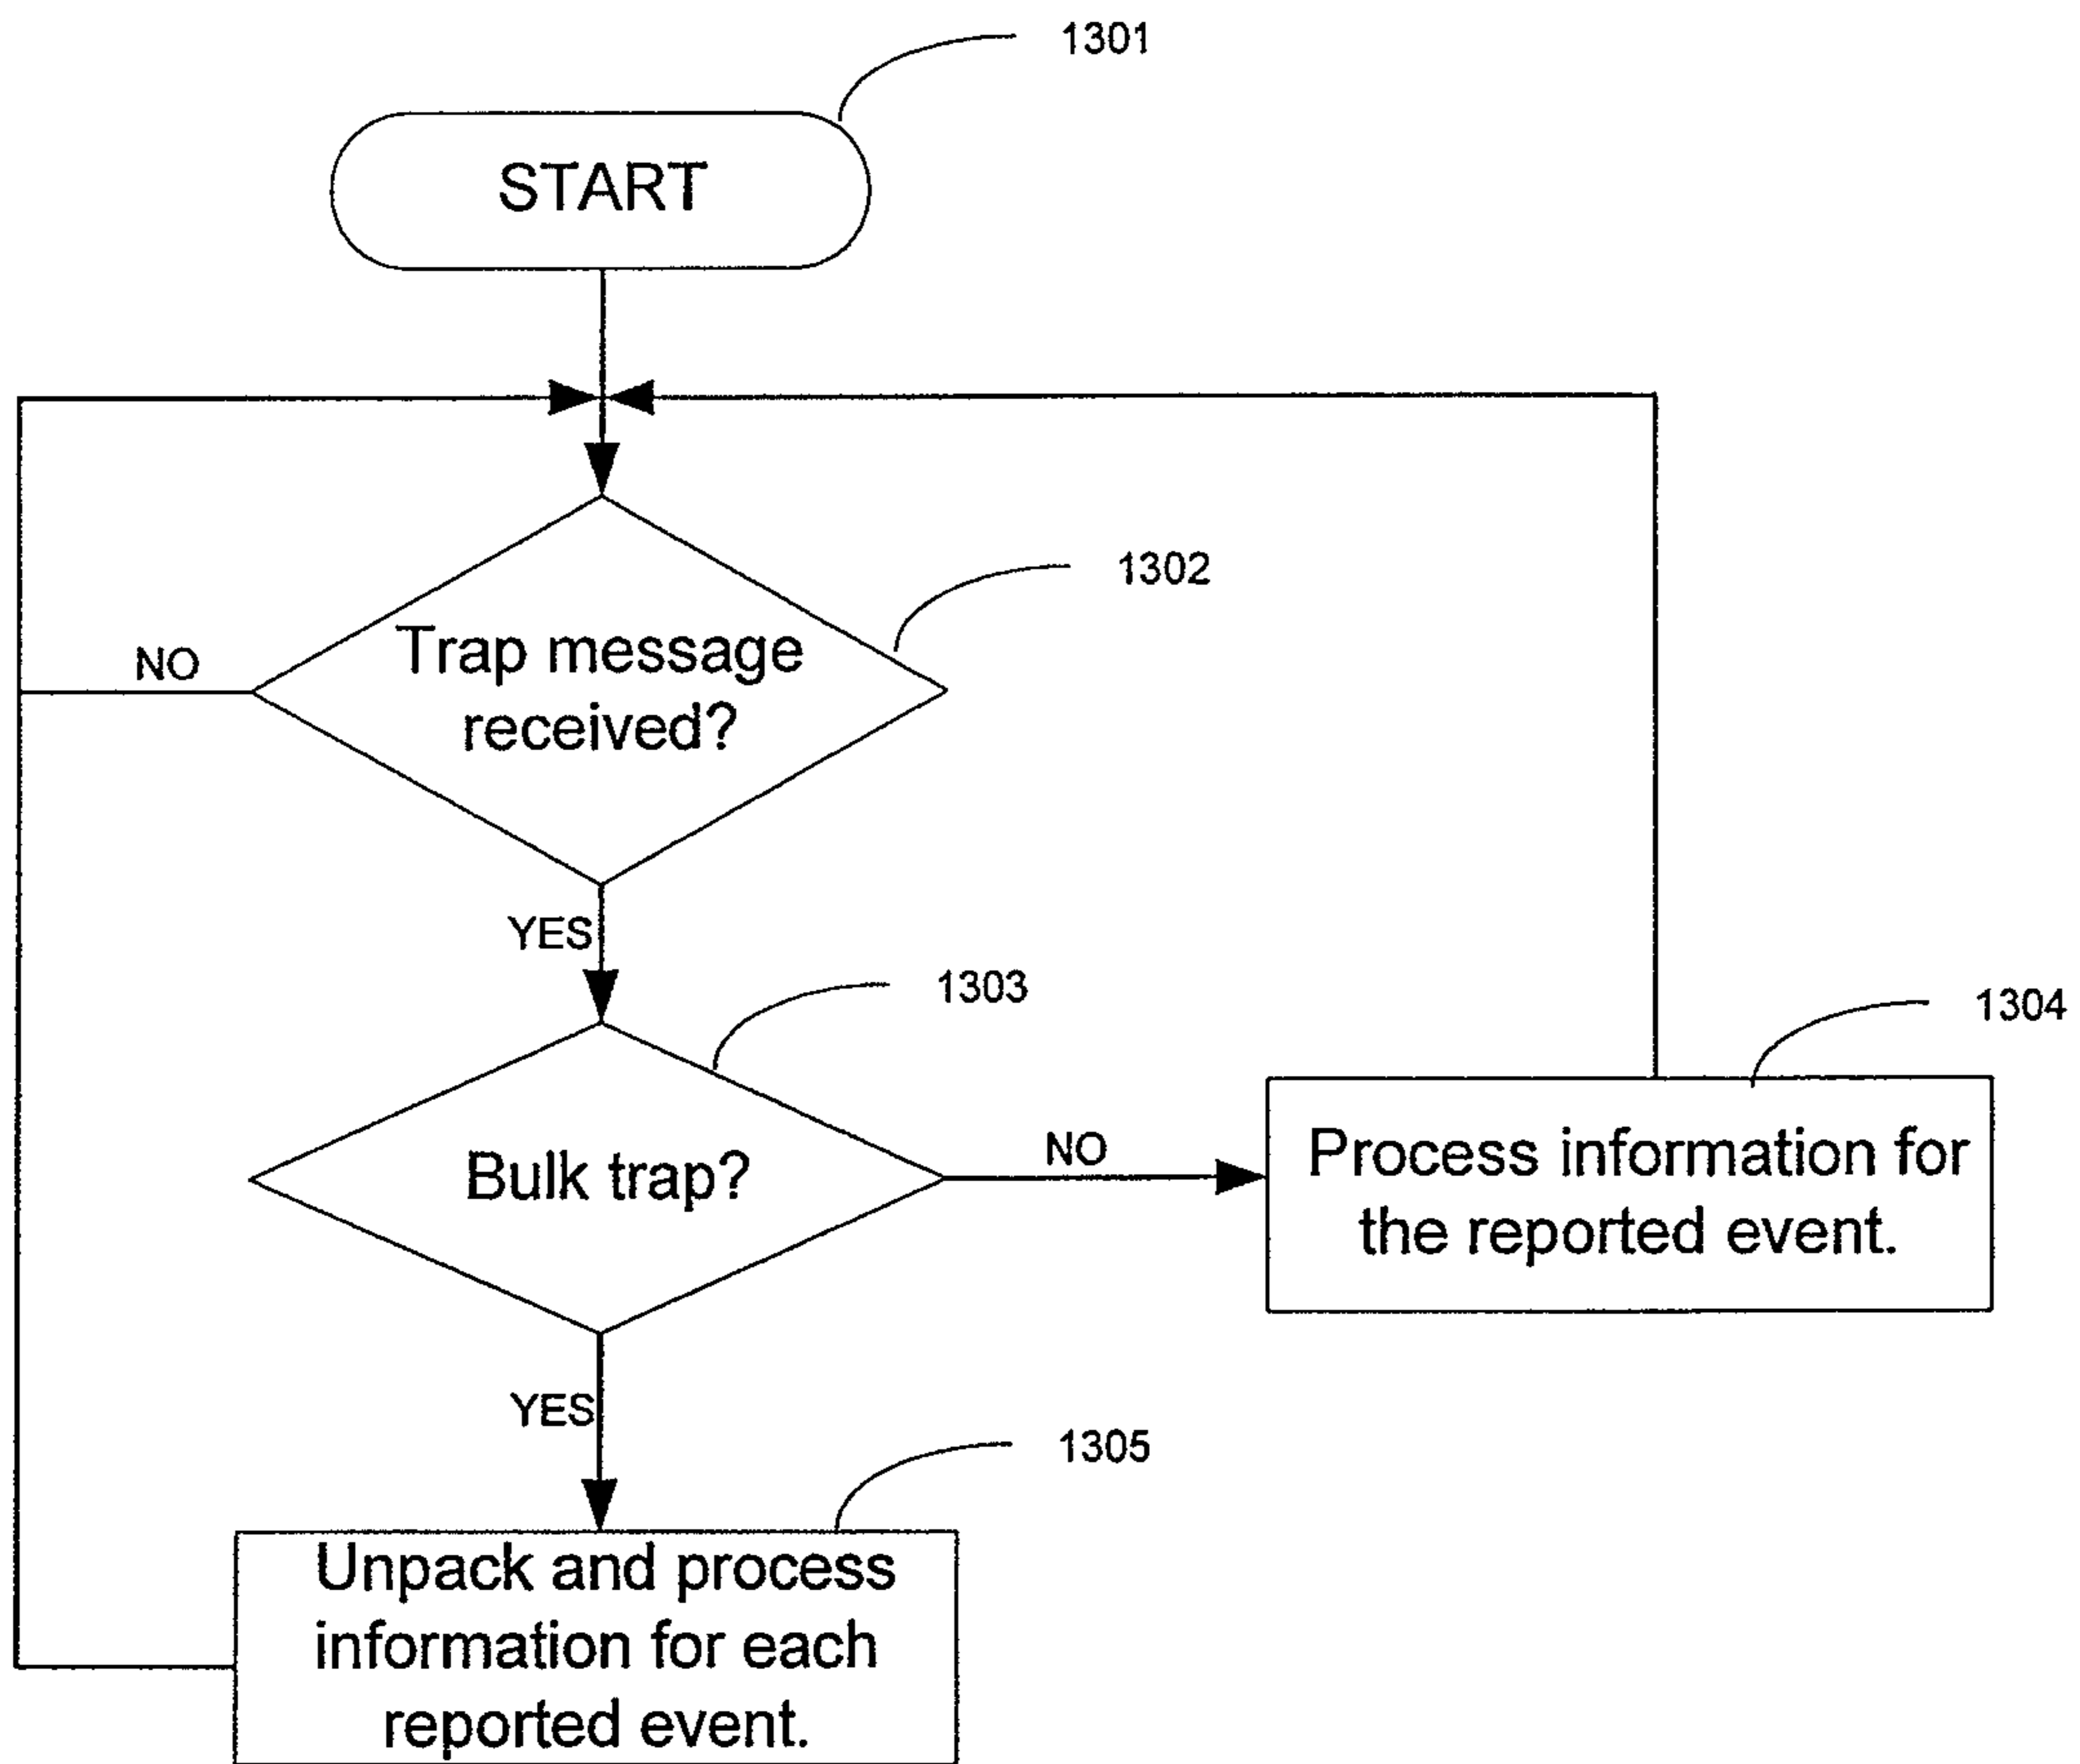 1301
START
1302
Trap message
received?
NO
YES
1303
1304
Bulk trap?
NO
Process information for
the reported event.
YES
1305
Unpack and process
information for each
reported event.